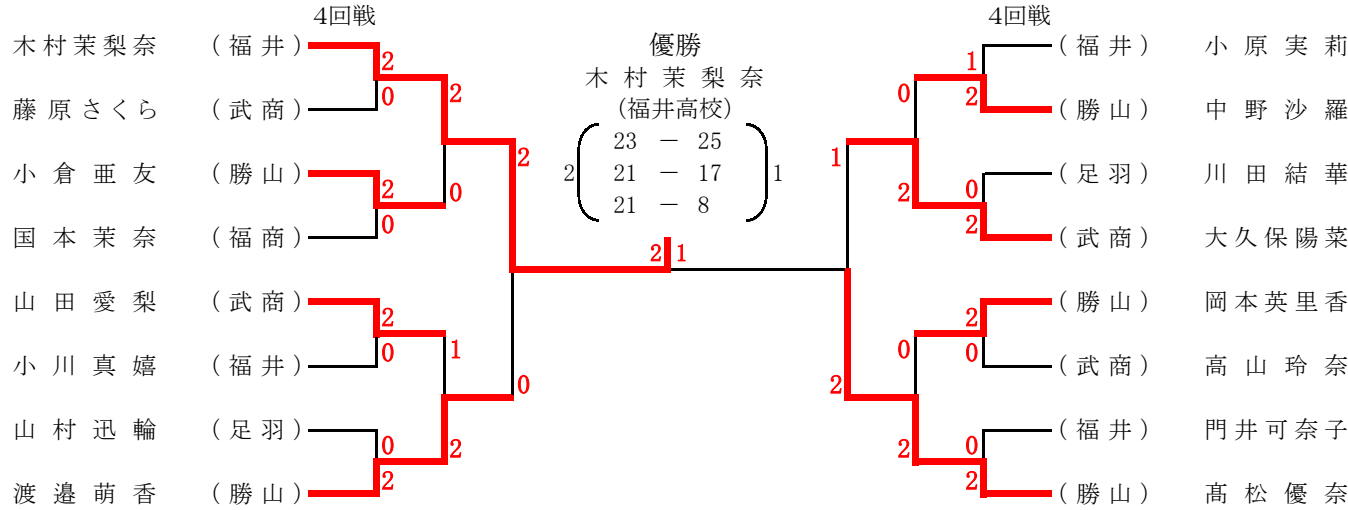 4回戦
木村茉梨奈 (福井)
2
0
藤原さくら (武商)
2
小倉亜友 (勝山)
2
0
0
国本茉奈 (福商)
2
山田愛梨 (武商)
2
0
1
小川真嬉 (福井)
0
山村迅輪 (足羽)
0
2
2
渡邉萌香 (勝山)
優勝
木村茉梨奈
(福井高校)
23 － 25
2 21 － 17 1
21 － 8
2 1
4回戦
(福井) 小原実莉
1
2
0
(勝山) 中野沙羅
1
(足羽) 川田結華
0
2
2
(武商) 大久保陽菜
(勝山) 岡本英里香
2
0
0
(武商)高山玲奈
2
(福井) 門井可奈子
0
2
2
(勝山) 髙松優奈